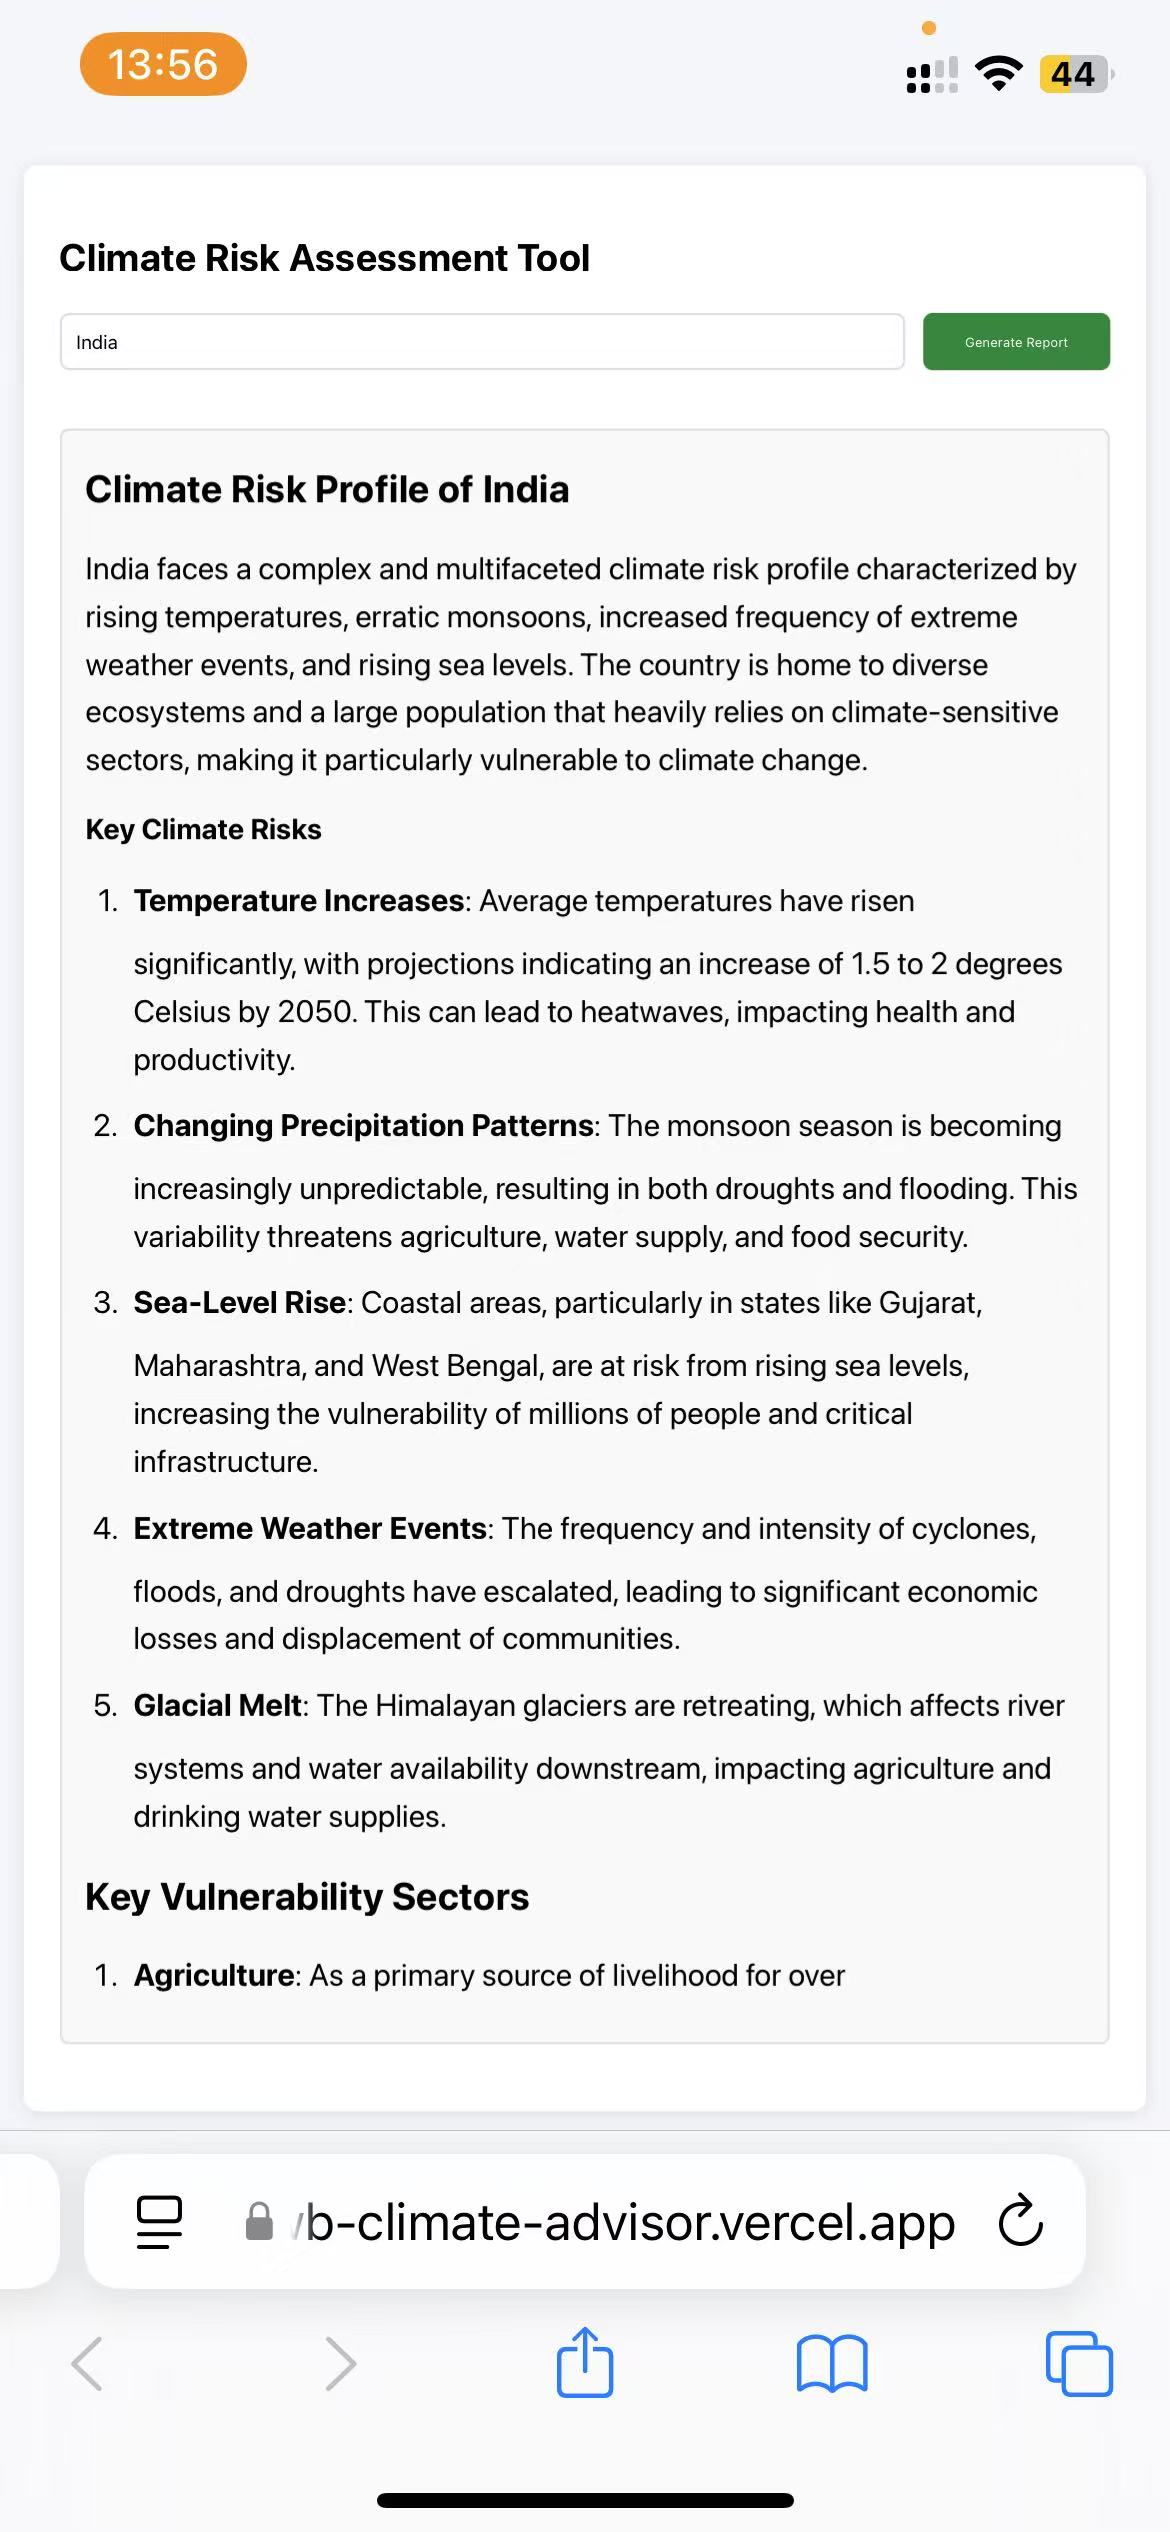 13:56
44
Climate Risk Assessment Tool
India
Generate Report
Climate Risk Profile of India
India faces a complex and multifaceted climate risk profile characterized by
rising temperatures, erratic monsoons, increased frequency of extreme
weather events, and rising sea levels. The country is home to diverse
ecosystems and a large population that heavily relies on climate-sensitive
sectors, making it particularly vulnerable to climate change.
Key Climate Risks
1. Temperature Increases: Average temperatures have risen
significantly, with projections indicating an increase of 1.5 to 2 degrees
Celsius by 2050. This can lead to heatwaves, impacting health and
productivity.
2. Changing Precipitation Patterns: The monsoon season is becoming
increasingly unpredictable, resulting in both droughts and flooding. This
variability threatens agriculture, water supply, and food security.
3. Sea-Level Rise: Coastal areas, particularly in states like Gujarat,
Maharashtra, and West Bengal, are at risk from rising sea levels,
increasing the vulnerability of millions of people and critical
infrastructure.
4. Extreme Weather Events: The frequency and intensity of cyclones,
floods, and droughts have escalated, leading to significant economic
losses and displacement of communities.
5. Glacial Melt: The Himalayan glaciers are retreating, which affects river
systems and water availability downstream, impacting agriculture and
drinking water supplies.
Key Vulnerability Sectors
1. Agriculture: As a primary source of livelihood for over
b-climate-advisor.vercel.app